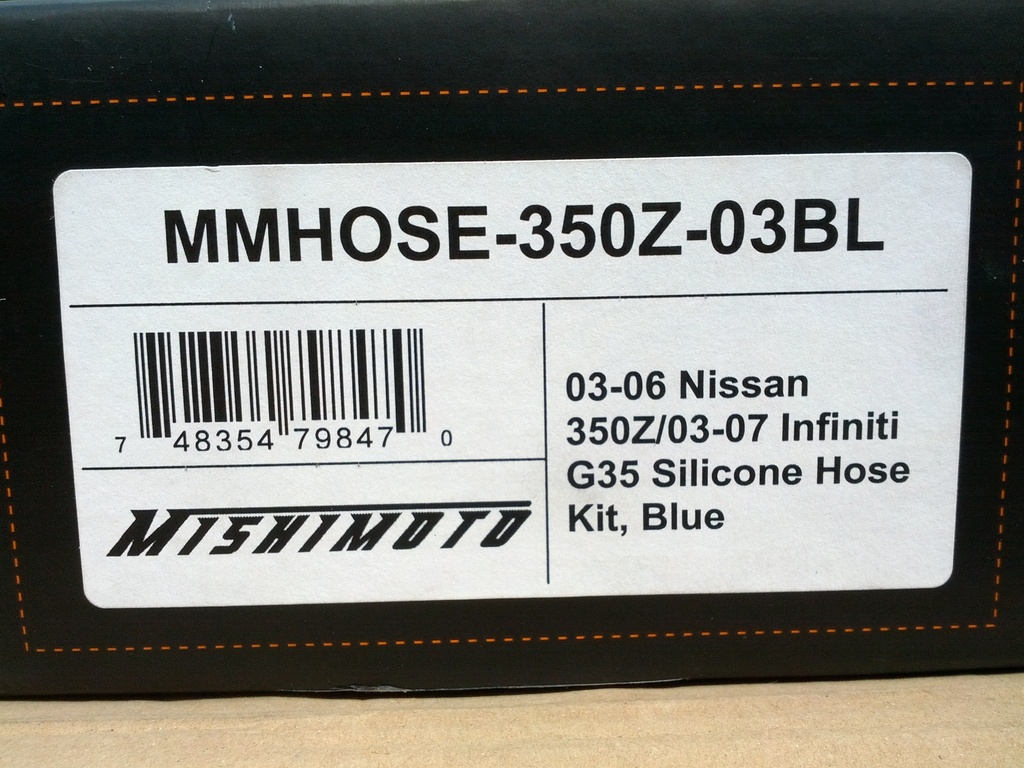 MMHOSE-350Z-03BL
7 48354 79847 0
MISHIMOTO
03-06 Nissan
350Z/03-07 Infiniti
G35 Silicone Hose
Kit, Blue